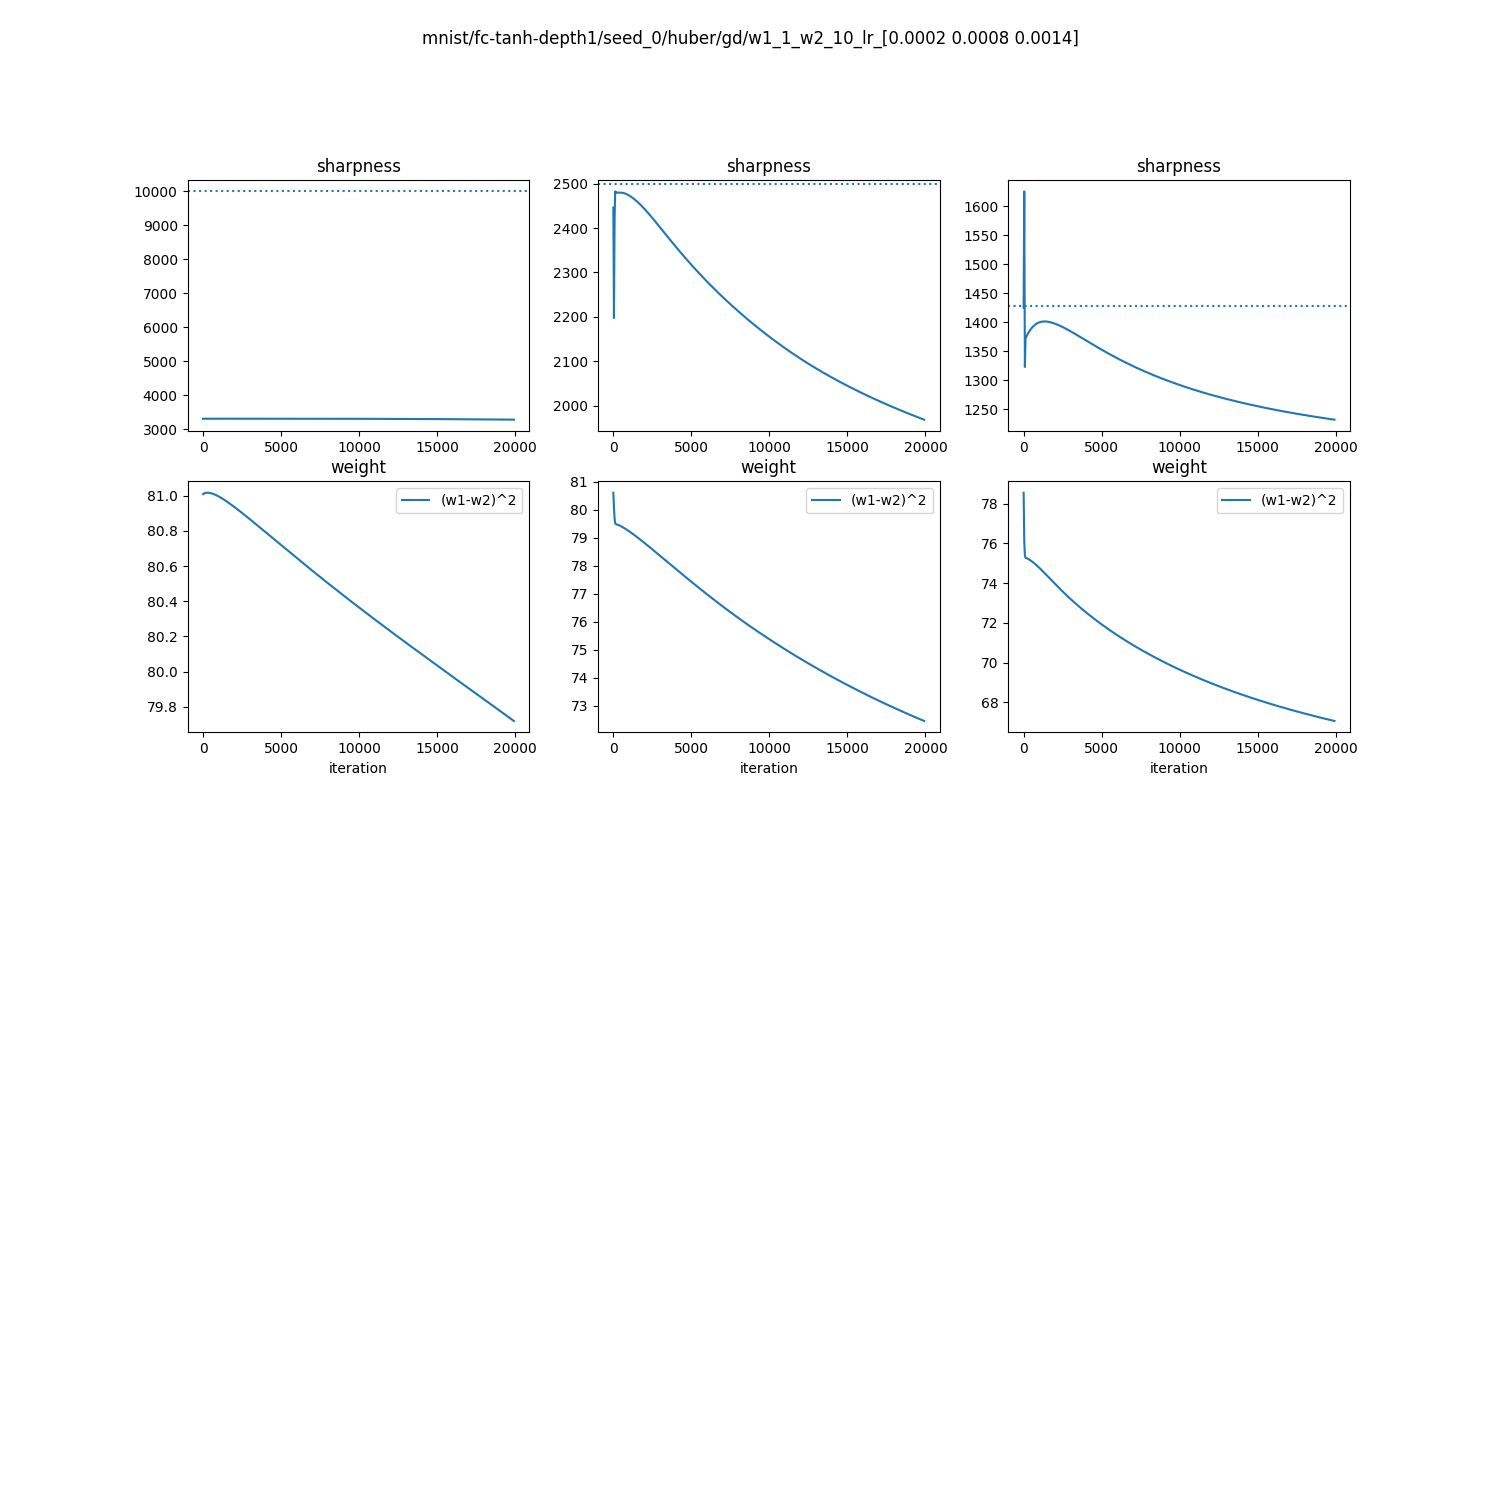 mnist/fc-tanh-depth1/seed_0/huber/gd/w1_1_w2_10_lr_[0.0002 0.0008 0.0014]
sharpness
10000
9000
8000
7000
6000
5000
4000
3000
0 5000 10000 15000 20000
sharpness
2500
2400
2300
2200
2100
2000
0 5000 10000 15000 20000
sharpness
1600
1550
1500
1450
1400
1350
1300
1250
0 5000 10000 15000 20000
weight
(w1-w2)^2
81.0
80.8
80.6
80.4
80.2
80.0
79.8
0 5000 10000 15000 20000
iteration
weight
(w1-w2)^2
81
80
79
78
77
76
75
74
73
0 5000 10000 15000 20000
iteration
weight
(w1-w2)^2
78
76
74
72
70
68
0 5000 10000 15000 20000
iteration